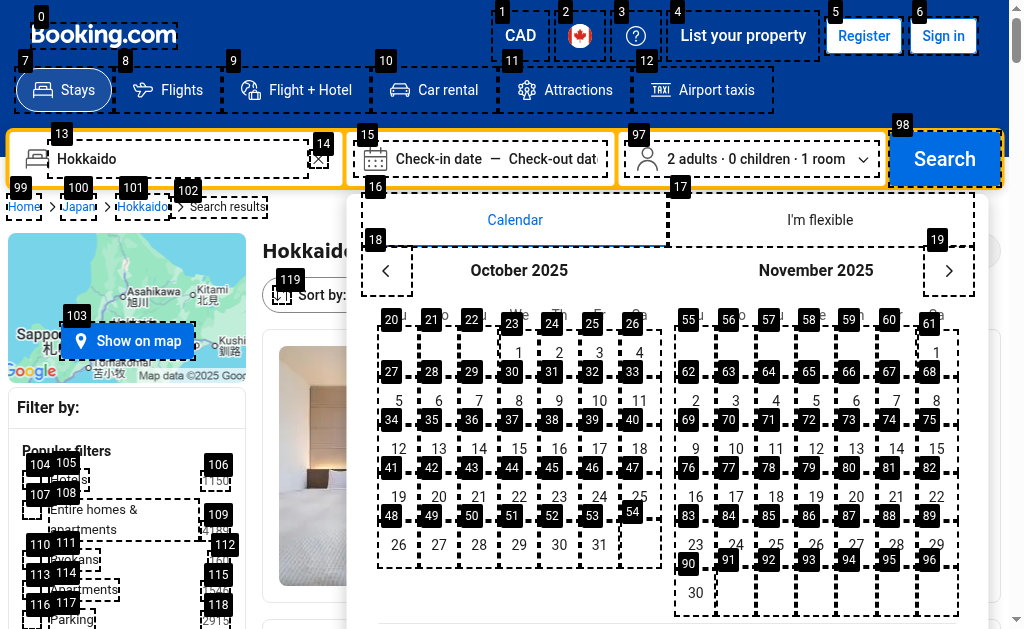 0
1
2
3
4
5
6
Booking.com
CAD
List your property
Register
Sign in
7
8
9
10
11
12
Stays
Flights
Flight + Hotel
Car rental
Attractions
Airport taxis
13
14
15
97
98
Hokkaido
Check-in date — Check-out dat
2 adults · 0 children · 1 room
Search
99
100
101
102
Home
Japan
Hokkaido
Search results
16
17
Calendar
I'm flexible
18
19
October 2025
November 2025
Hokkaido
119
Sort by:
20 21 22 23 24 25 26
55 56 57 58 59 60 61
1 2 3 4
1
27 28 29 30 31 32 33
62 63 64 65 66 67 68
5 6 7 8 9 10 11
2 3 4 5 6 7 8
34 35 36 37 38 39 40
69 70 71 72 73 74 75
12 13 14 15 16 17 18
9 10 11 12 13 14 15
41 42 43 44 45 46 47
76 77 78 79 80 81 82
19 20 21 22 23 24 25
16 17 18 19 20 21 22
48 49 50 51 52 53 54
83 84 85 86 87 88 89
26 27 28 29 30 31
23 24 25 26 27 28 29
90 91 92 93 94 95 96
30
Asahikawa
旭川
Kitami
北見
103
Show on map
Sappo
札
Kushi
釧路
Tomakomai
苫小牧
Google
Map data ©2025 Goo
Filter by:
Popular filters
104 105
106
Hotels
1150
107 108
Entire homes &
apartments
109
4189
110 111
112
Ryokans
113 114
115
Apartments
116 117
118
Parking
2915